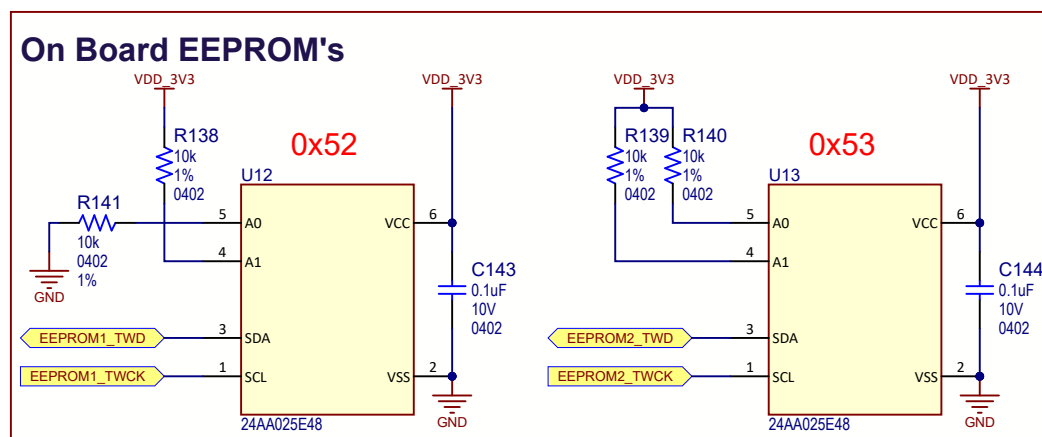 On Board EEPROM's
VDD_3V3
R138
10k
1%
0402
0x52
U12
R141
10k
0402
1%
GND
5
A0
4
A1
3
SDA
1
SCL
VCC
6
VSS
2
24AA025E48
EEPROM1_TWD
EEPROM1_TWCK
VDD_3V3
C143
0.1uF
10V
0402
GND
VDD_3V3
R139
10k
1%
0402
R140
10k
1%
0402
0x53
U13
5
A0
4
A1
3
SDA
1
SCL
VCC
6
VSS
2
24AA025E48
EEPROM2_TWD
EEPROM2_TWCK
VDD_3V3
C144
0.1uF
10V
0402
GND